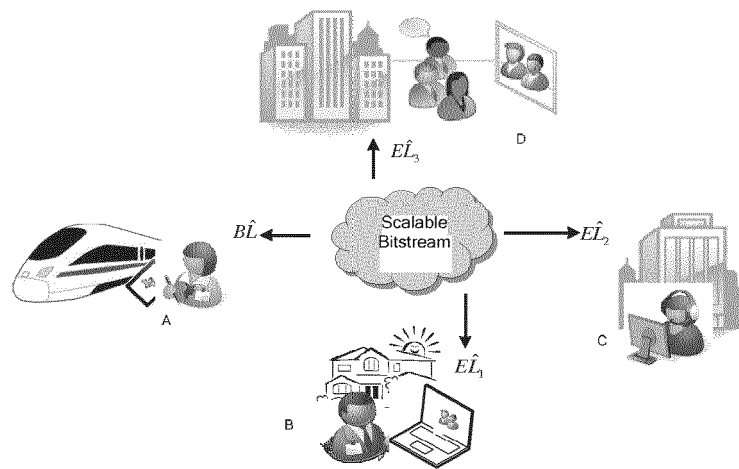 D
EL̂₃
Scalable
Bitstream
BL̂
EL̂₂
A
C
EL̂₁
B